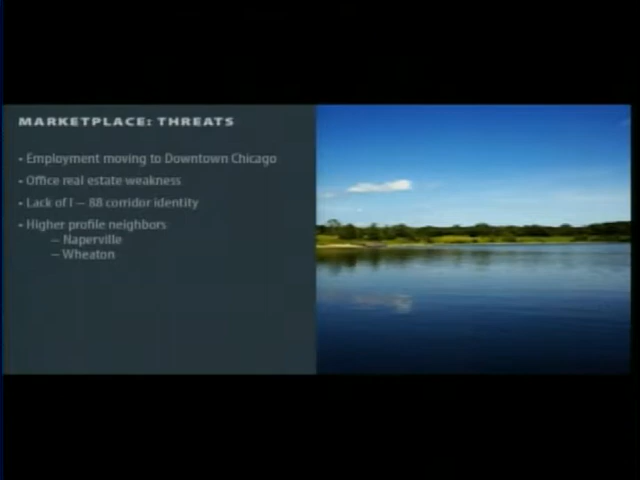 MARKETPLACE: THREATS
• Employment moving to Downtown Chicago
• Office real estate weakness
• Lack of I — 88 corridor identity
• Higher profile neighbors
— Naperville
— Wheaton